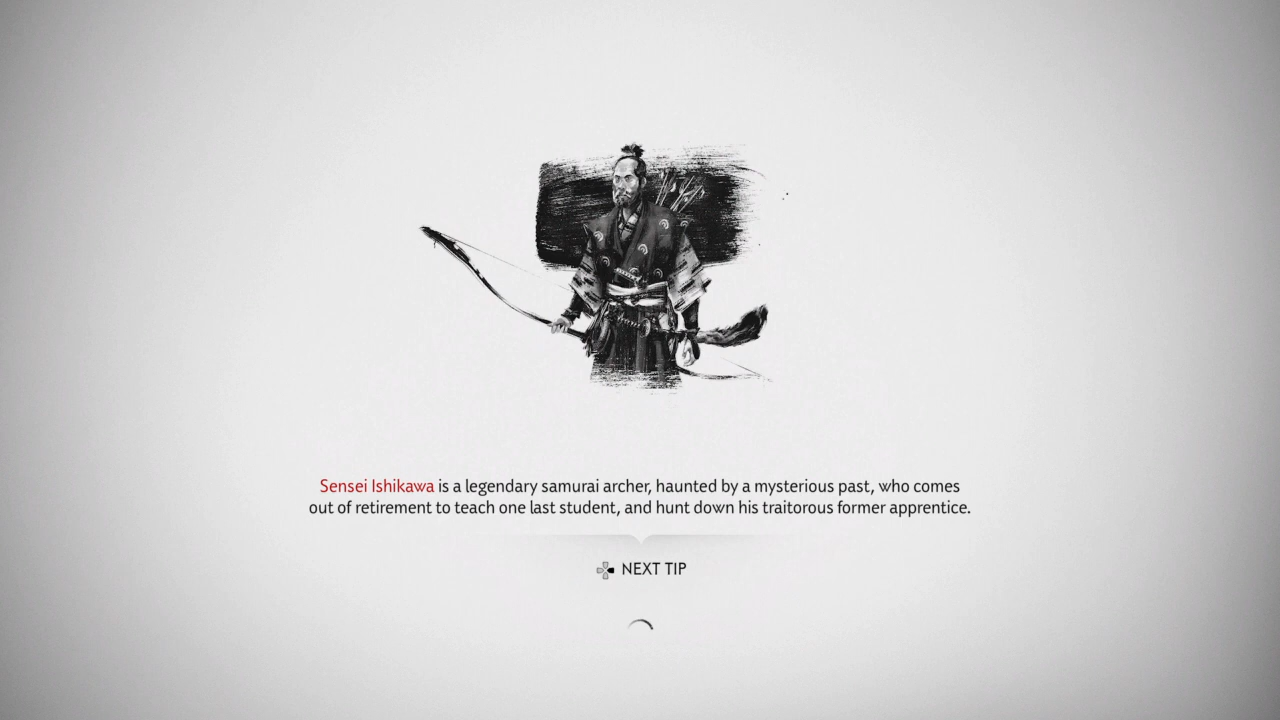 Sensei Ishikawa is a legendary samurai archer, haunted by a mysterious past, who comes
out of retirement to teach one last student, and hunt down his traitorous former apprentice.
NEXT TIP